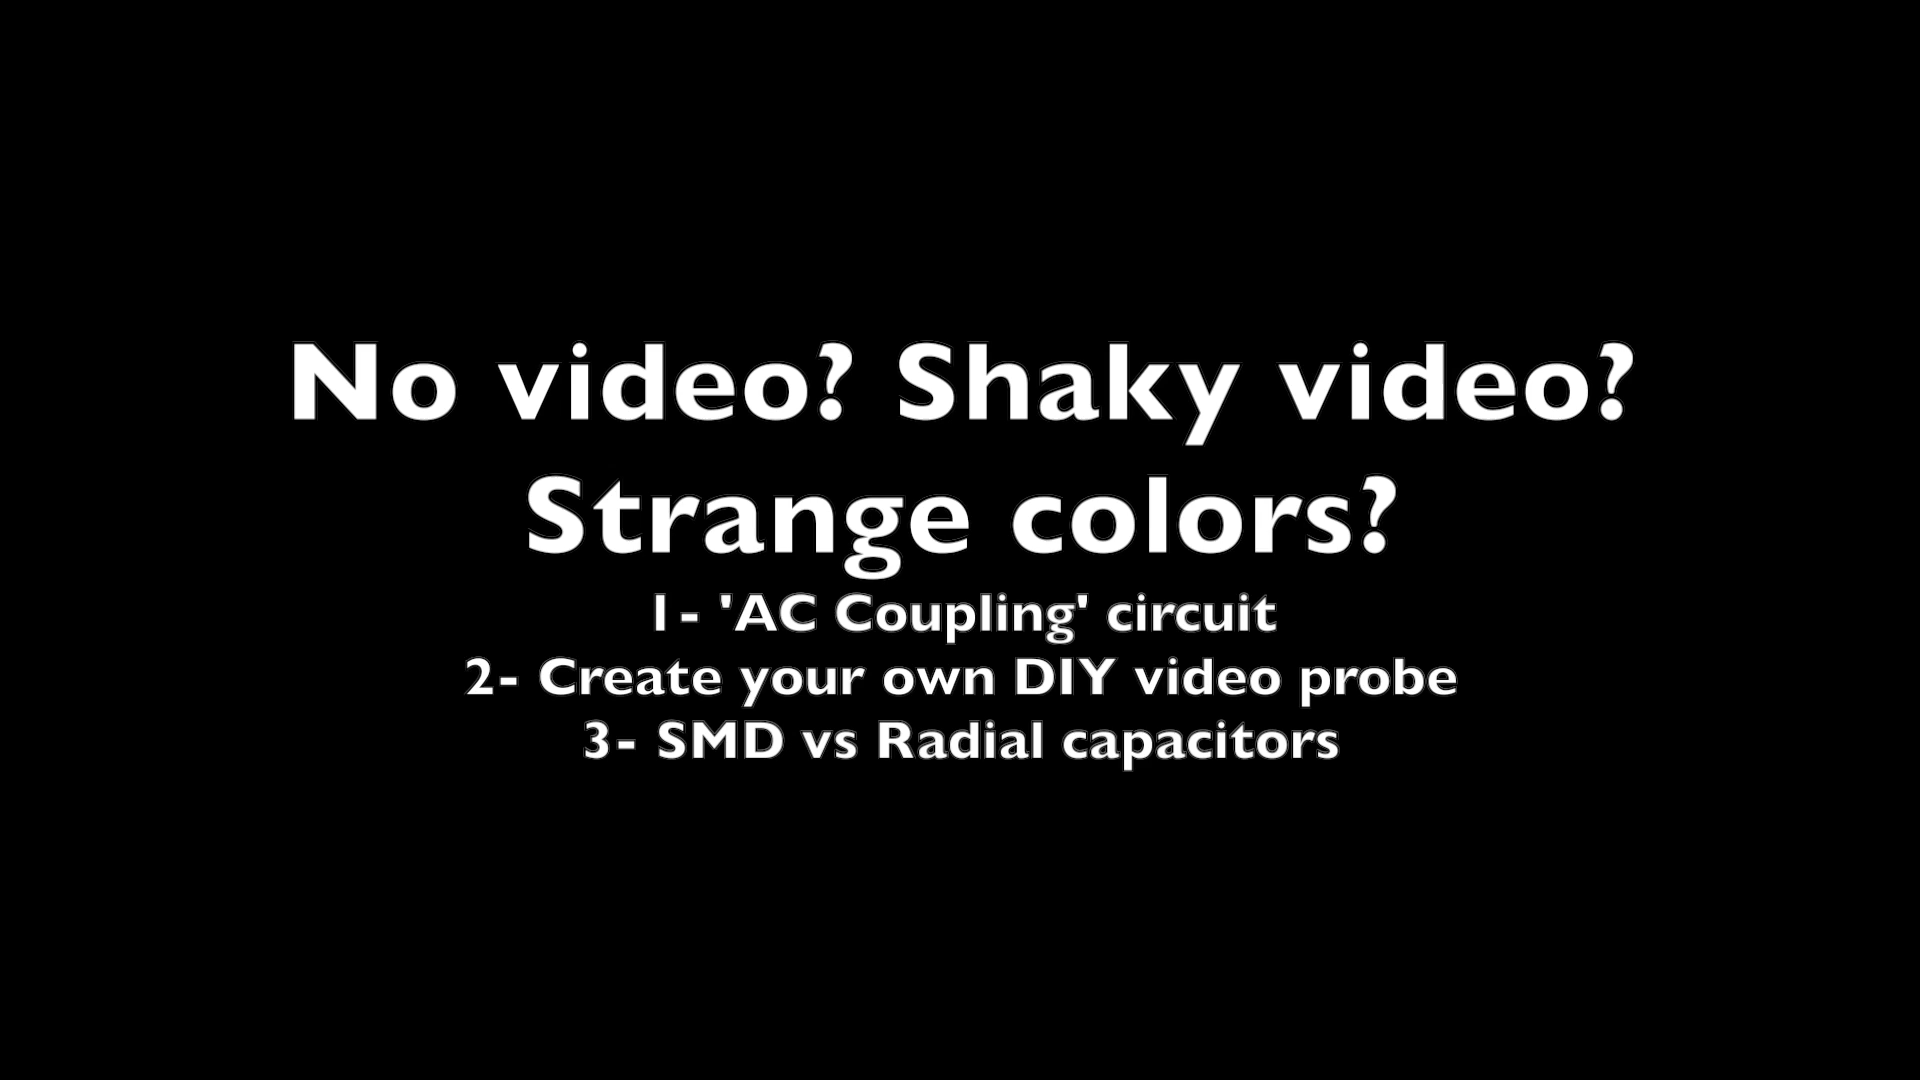 No video? Shaky video?
Strange colors?
1- 'AC Coupling' circuit
2- Create your own DIY video probe
3- SMD vs Radial capacitors